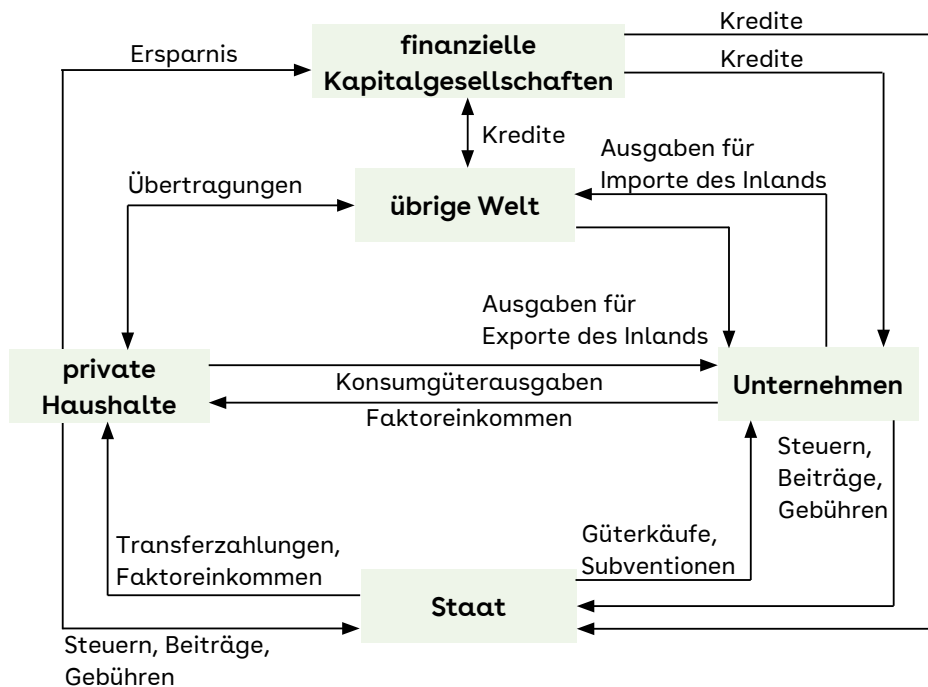 Kredite
finanzielle
Kapitalgesellschaften
Ersparnis
Kredite
Kredite
Ausgaben für
Importe des Inlands
Übertragungen
übrige Welt
Ausgaben für
Exporte des Inlands
private
Haushalte
Konsumgüterausgaben
Unternehmen
Faktoreinkommen
Steuern,
Beiträge,
Gebühren
Transferzahlungen,
Faktoreinkommen
Güterkäufe,
Subventionen
Staat
Steuern, Beiträge,
Gebühren